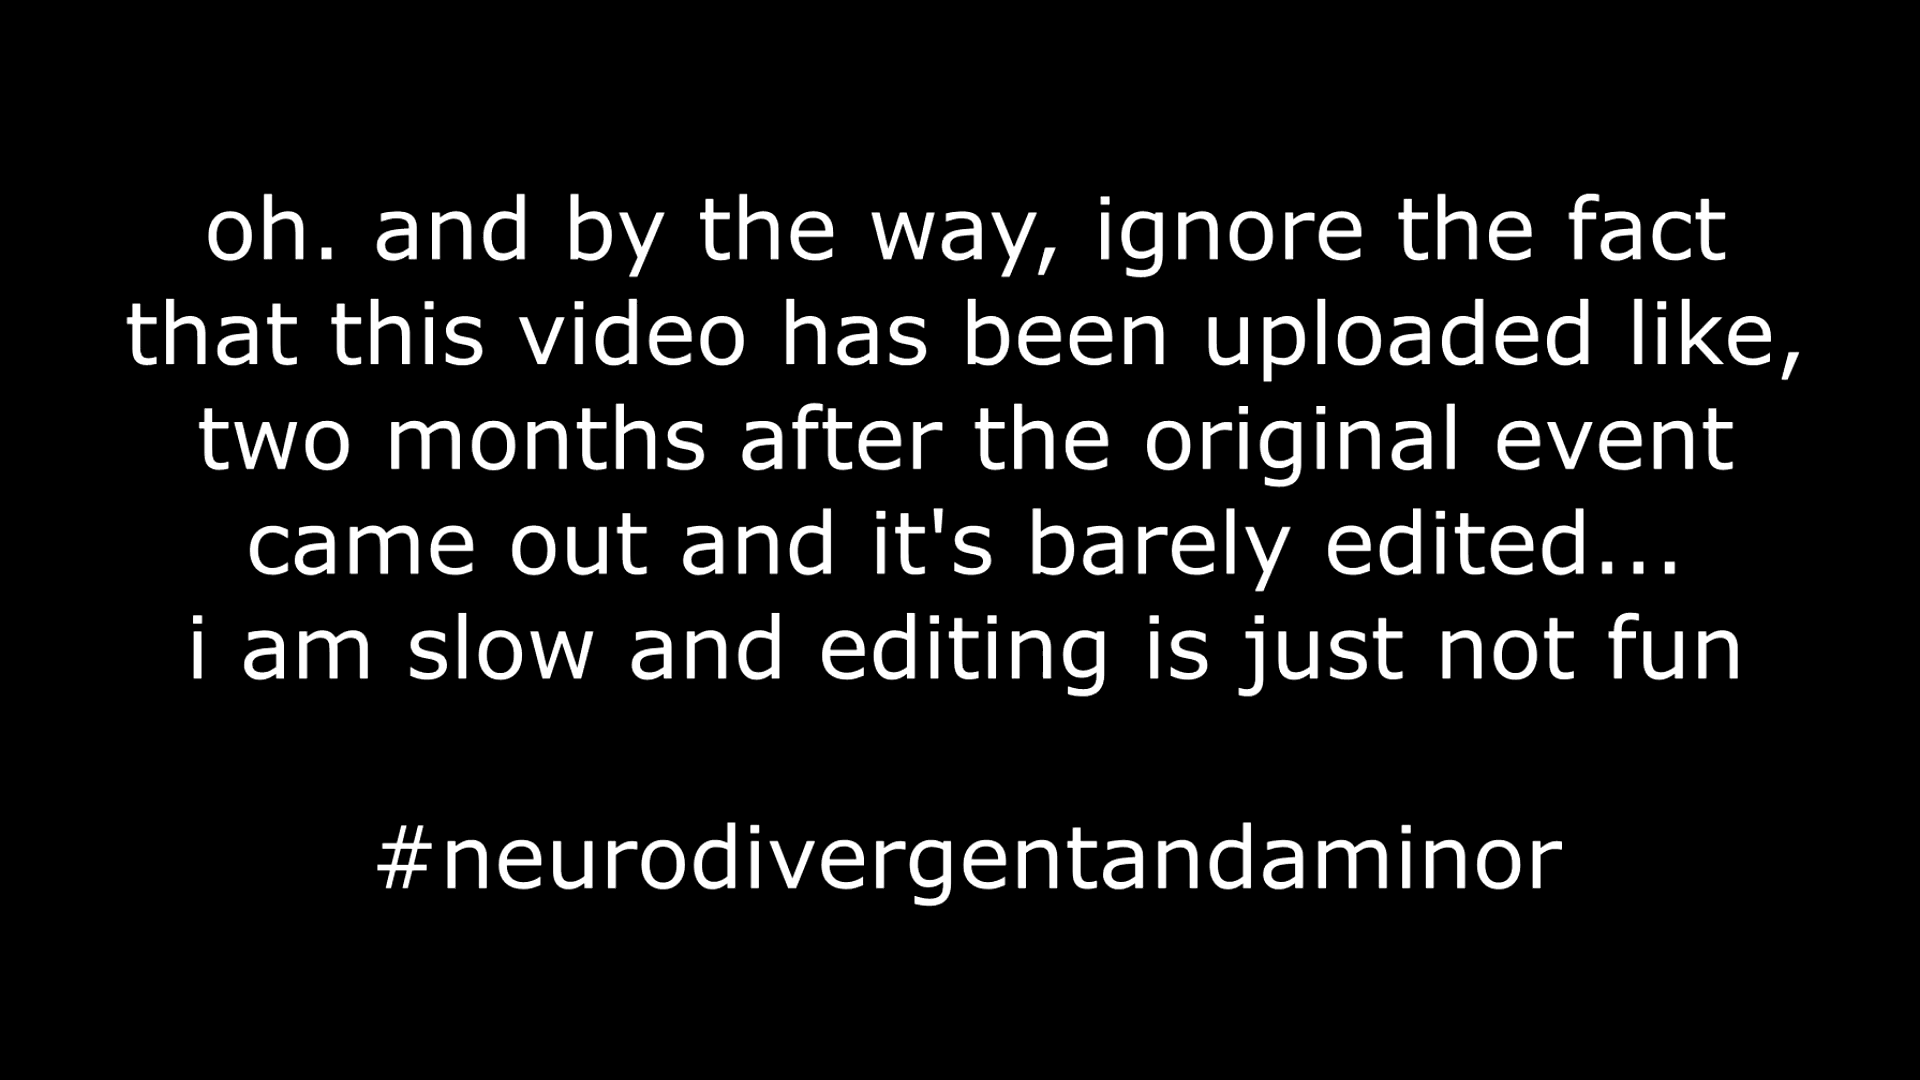 oh. and by the way, ignore the fact
that this video has been uploaded like,
two months after the original event
came out and it's barely edited...
i am slow and editing is just not fun
#neurodivergentandaminor